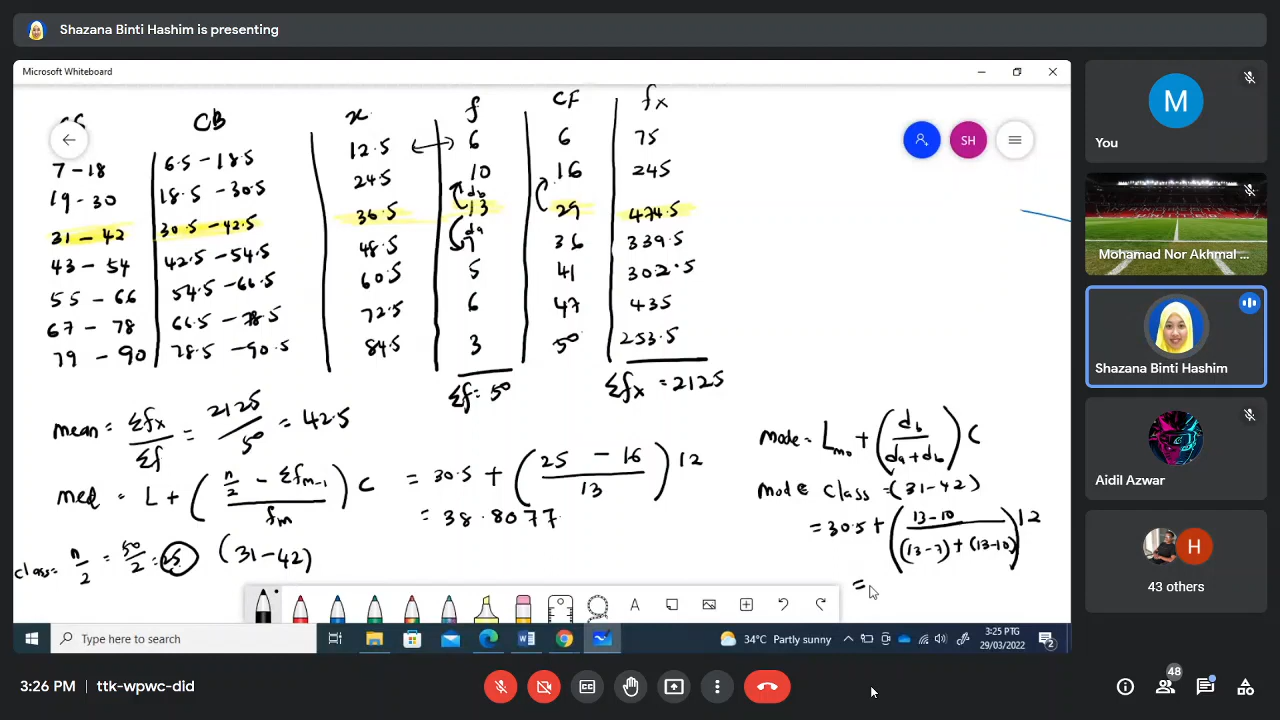 Shazana Binti Hashim is presenting
Microsoft Whiteboard
CB x f CF fx
7-18 6.5-18.5 12.5 6 6 75
19-30 18.5-30.5 24.5 10 16 245
db
31-42 30.5-42.5 36.5 13 29 474.5
da
43-54 42.5-54.5 48.5 7 36 339.5
55-66 54.5-66.5 60.5 5 41 302.5
67-78 66.5-78.5 72.5 6 47 435
79-90 78.5-90.5 84.5 3 50 253.5
Σf=50 Σfx=2125
mean = Σfx/Σf = 2125/50 = 42.5
med = L + (n/2 - Σfm-1 / fm) C = 30.5 + (25 - 16 / 13) 12
= 38.8077
class = n/2 = 50/2 = 25 (31-42)
mode = Lmo + (db / da+db) C
mode class = (31-42)
= 30.5 + (13-10 / (13-7)+(13-10)) 12
=
SH
A
Type here to search
34°C Partly sunny
3:25 PTG
29/03/2022
2
M
You
Mohamad Nor Akhmal ...
Shazana Binti Hashim
Aidil Azwar
H
43 others
3:26 PM | ttk-wpwc-did
48